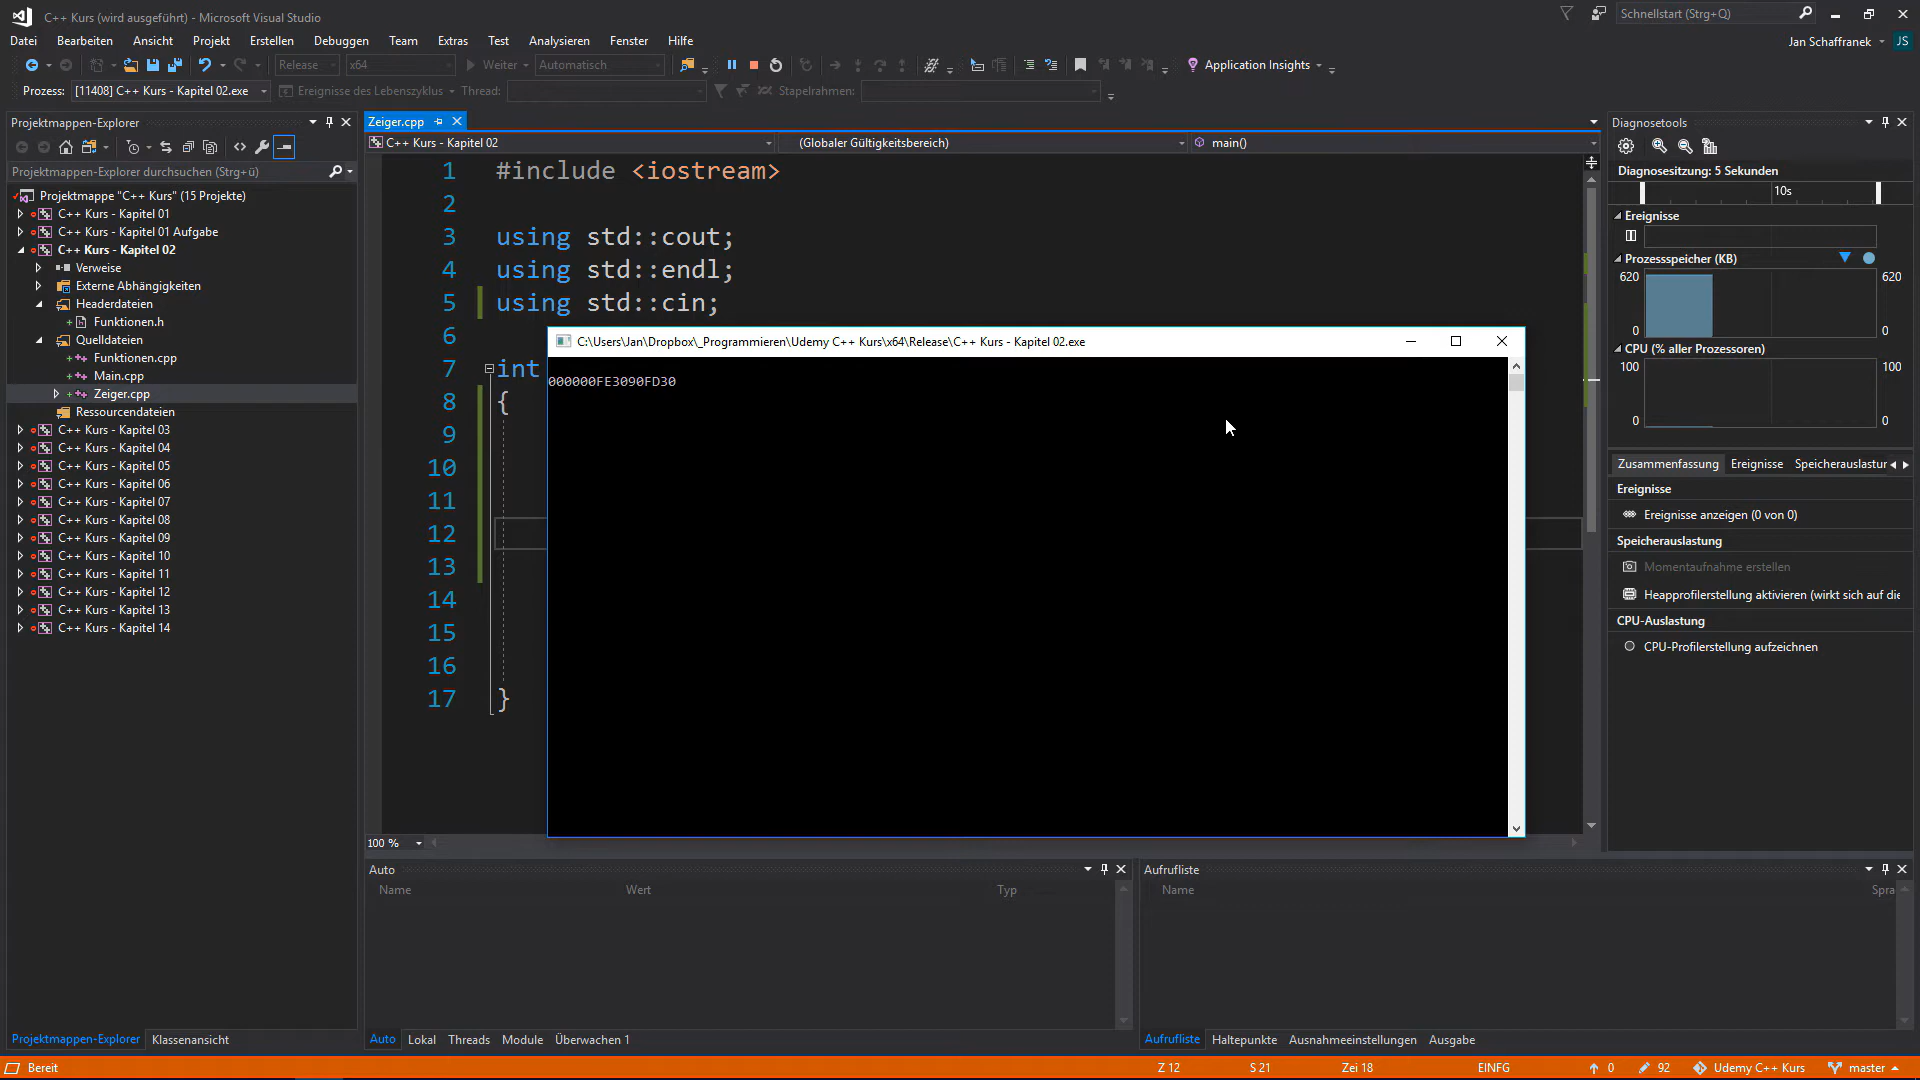 C++ Kurs (wird ausgeführt) - Microsoft Visual Studio
Schnellstart (Strg+Q)
Datei Bearbeiten Ansicht Projekt Erstellen Debuggen Team Extras Test Analysieren Fenster Hilfe
Jan Schaffranek JS
Release x64 Weiter Automatisch Application Insights
Prozess: [11408] C++ Kurs - Kapitel 02.exe Ereignisse des Lebenszyklus Thread: Stapelrahmen:
Projektmappen-Explorer
Projektmappen-Explorer durchsuchen (Strg+ü)
Projektmappe "C++ Kurs" (15 Projekte)
C++ Kurs - Kapitel 01
C++ Kurs - Kapitel 01 Aufgabe
C++ Kurs - Kapitel 02
Verweise
Externe Abhängigkeiten
Headerdateien
Funktionen.h
Quelldateien
Funktionen.cpp
Main.cpp
Zeiger.cpp
Ressourcendateien
C++ Kurs - Kapitel 03
C++ Kurs - Kapitel 04
C++ Kurs - Kapitel 05
C++ Kurs - Kapitel 06
C++ Kurs - Kapitel 07
C++ Kurs - Kapitel 08
C++ Kurs - Kapitel 09
C++ Kurs - Kapitel 10
C++ Kurs - Kapitel 11
C++ Kurs - Kapitel 12
C++ Kurs - Kapitel 13
C++ Kurs - Kapitel 14
Projektmappen-Explorer Klassenansicht
Zeiger.cpp
C++ Kurs - Kapitel 02 (Globaler Gültigkeitsbereich) main()
1 #include <iostream>
2
3 using std::cout;
4 using std::endl;
5 using std::cin;
6
7 int
8 {
9
10
11
12
13
14
15
16
17 }
C:\Users\Jan\Dropbox\_Programmieren\Udemy C++ Kurs\x64\Release\C++ Kurs - Kapitel 02.exe
000000FE3090FD30
100 %
Auto
Name Wert Typ
Auto Lokal Threads Module Überwachen 1
Aufrufliste
Name Spra
Aufrufliste Haltepunkte Ausnahmeeinstellungen Ausgabe
Diagnosetools
Diagnosesitzung: 5 Sekunden
10s
Ereignisse
Prozessspeicher (KB)
620 620
0 0
CPU (% aller Prozessoren)
100 100
0 0
Zusammenfassung Ereignisse Speicherauslastur
Ereignisse
Ereignisse anzeigen (0 von 0)
Speicherauslastung
Momentaufnahme erstellen
Heapprofilerstellung aktivieren (wirkt sich auf die
CPU-Auslastung
CPU-Profilerstellung aufzeichnen
Bereit Z 12 S 21 Zei 18 EINFG 0 92 Udemy C++ Kurs master